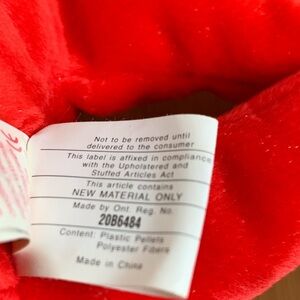 Not to be removed until
delivered to the consumer
This label is affixed in compliance
with the Upholstered and
Stuffed Articles Act
This article contains
NEW MATERIAL ONLY
Made by Ont. Reg. No.
20B6484
Content: Plastic Pellets
Polyester Fibers
Made in China